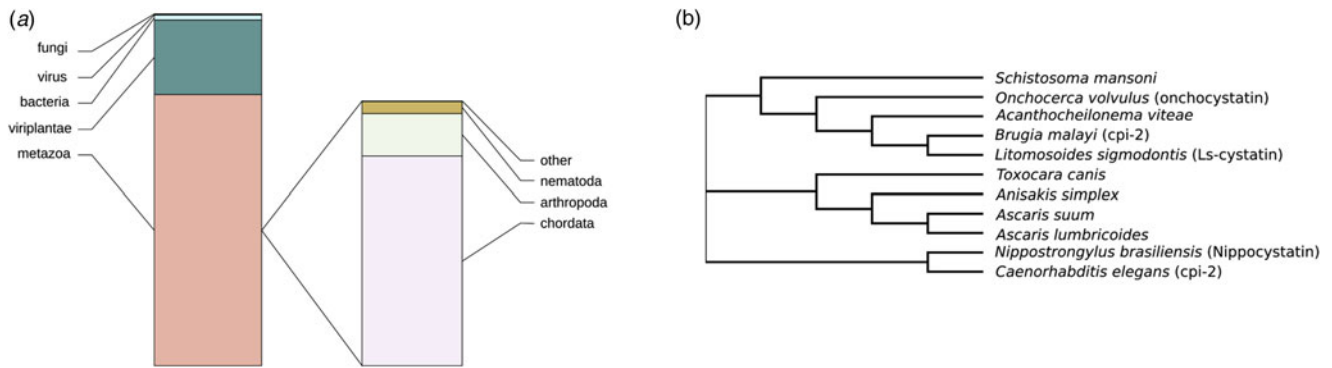 (a)
fungi
virus
bacteria
viriplantae
metazoa
other
nematoda
arthropoda
chordata
(b)
Schistosoma mansoni
Onchocerca volvulus (onchocystatin)
Acanthocheilonema viteae
Brugia malayi (cpi-2)
Litomosoides sigmodontis (Ls-cystatin)
Toxocara canis
Anisakis simplex
Ascaris suum
Ascaris lumbricoides
Nippostrongylus brasiliensis (Nippocystatin)
Caenorhabditis elegans (cpi-2)